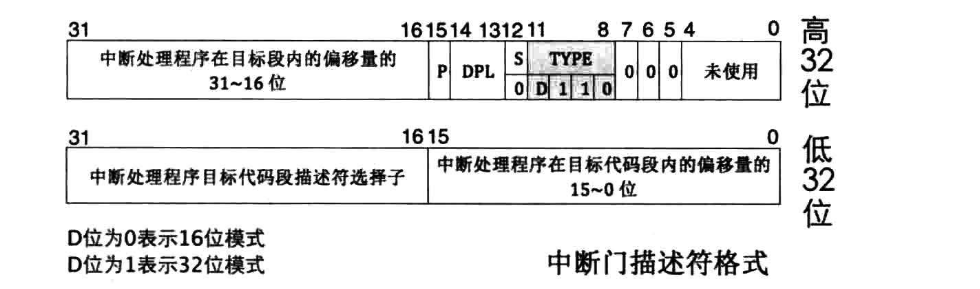 31 16 15 14 13 12 11 8 7 6 5 4 0
中断处理程序在目标段内的偏移量的
31~16 位
P DPL S TYPE 0 0 0 未使用
0 D 1 1 0
高
32
位
31 16 15 0
中断处理程序目标代码段描述符选择子
中断处理程序在目标代码段内的偏移量的
15~0 位
低
32
位
D位为0表示16位模式
D位为1表示32位模式
中断门描述符格式